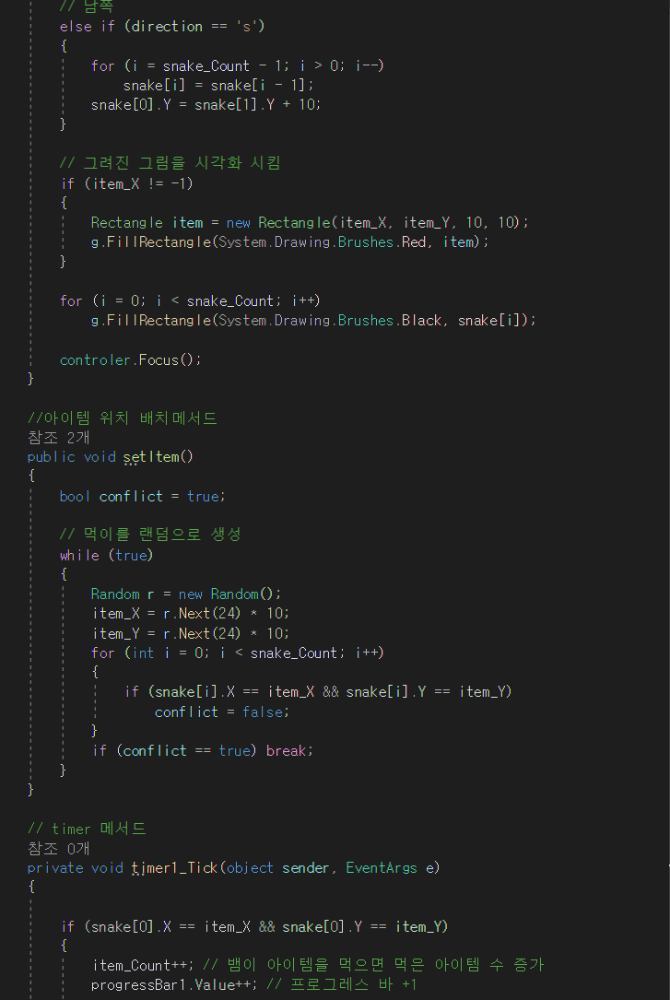 // 남쪽
else if (direction == 's')
{
for (i = snake_Count - 1; i > 0; i--)
snake[i] = snake[i - 1];
snake[0].Y = snake[1].Y + 10;
}
// 그려진 그림을 시각화 시킴
if (item_X != -1)
{
Rectangle item = new Rectangle(item_X, item_Y, 10, 10);
g.FillRectangle(System.Drawing.Brushes.Red, item);
}
for (i = 0; i < snake_Count; i++)
g.FillRectangle(System.Drawing.Brushes.Black, snake[i]);
controler.Focus();
}
//아이템 위치 배치메서드
참조 2개
public void setItem()
{
bool conflict = true;
// 먹이를 랜덤으로 생성
while (true)
{
Random r = new Random();
item_X = r.Next(24) * 10;
item_Y = r.Next(24) * 10;
for (int i = 0; i < snake_Count; i++)
{
if (snake[i].X == item_X && snake[i].Y == item_Y)
conflict = false;
}
if (conflict == true) break;
}
}
// timer 메서드
참조 0개
private void timer1_Tick(object sender, EventArgs e)
{
if (snake[0].X == item_X && snake[0].Y == item_Y)
{
item_Count++; // 뱀이 아이템을 먹으면 먹은 아이템 수 증가
progressBar1.Value++; // 프로그레스 바 +1